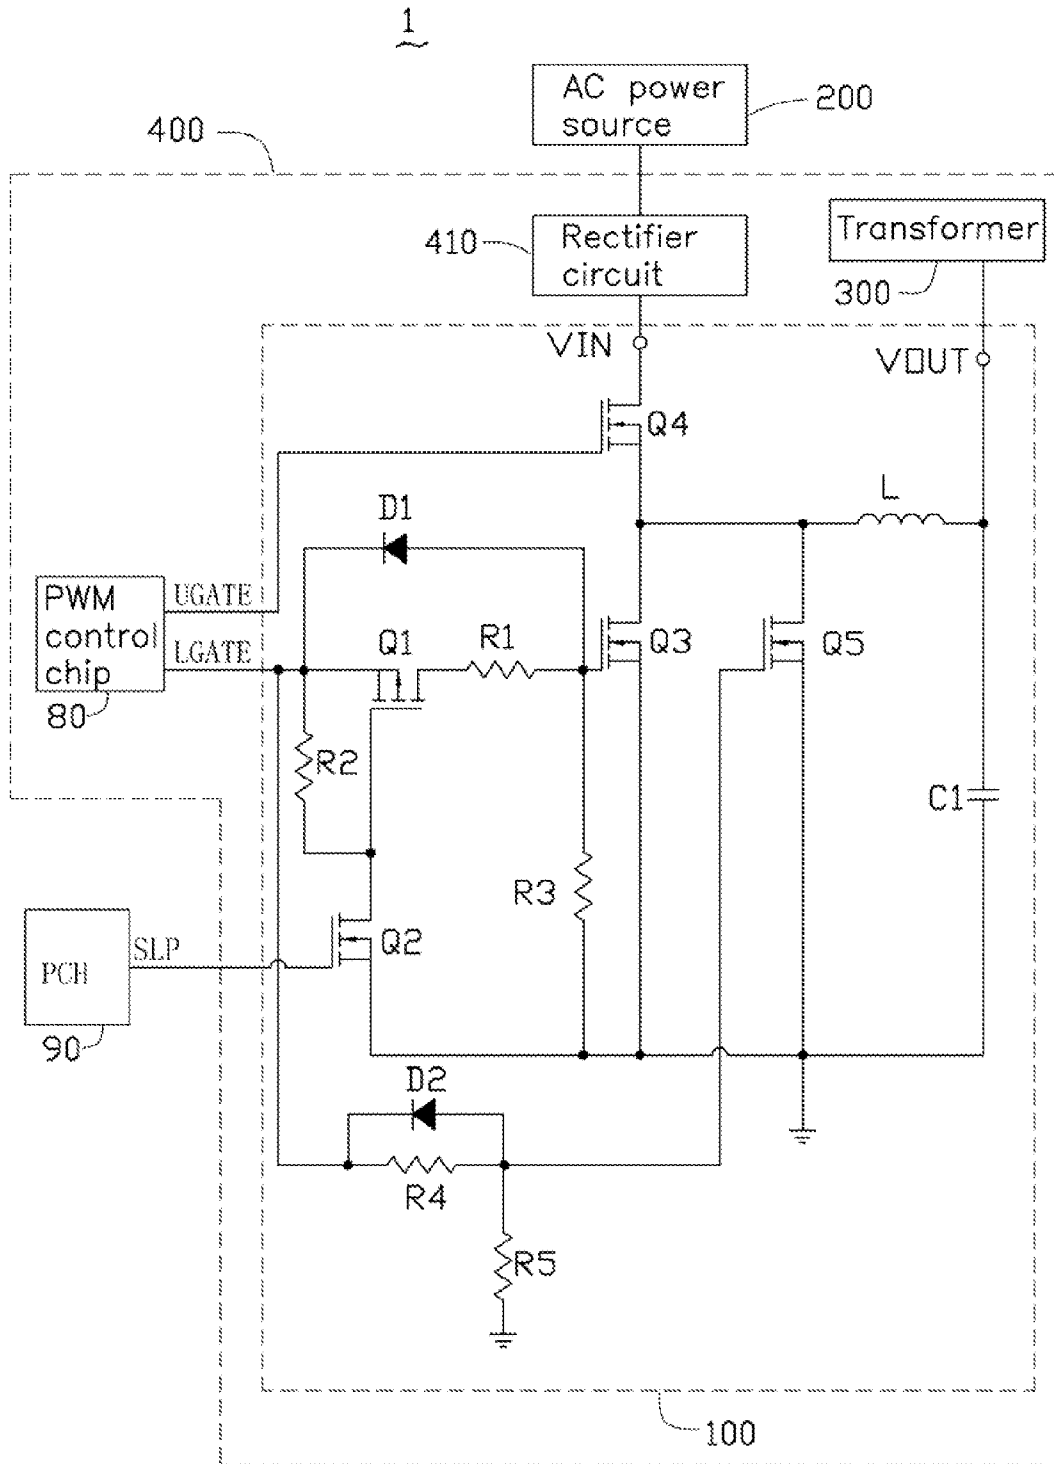 1
AC power
source
200
400
410
Rectifier
circuit
Transformer
300
VIN
VOUT
Q4
L
D1
PWM
control
chip
UGATE
LGATE
80
Q1
R1
Q3
Q5
R2
C1
R3
PCH
SLP
Q2
90
D2
R4
R5
100